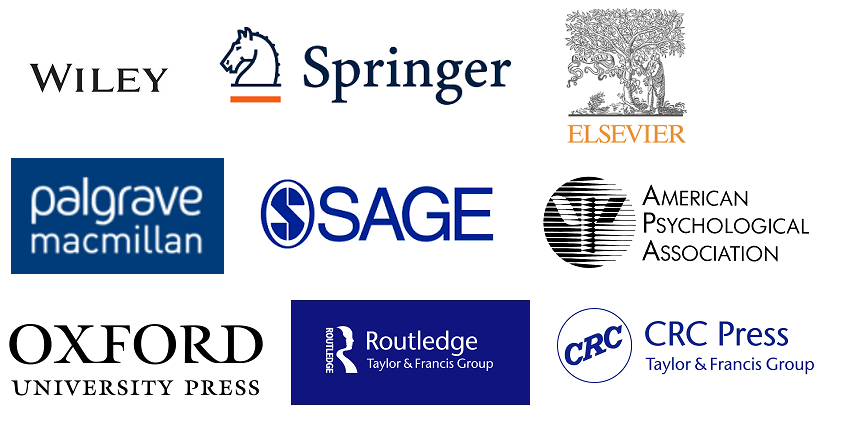 WILEY
Springer
ELSEVIER
palgrave
macmillan
S SAGE
AMERICAN
PSYCHOLOGICAL
ASSOCIATION
OXFORD
UNIVERSITY PRESS
ROUTLEDGE
Routledge
Taylor & Francis Group
CRC
CRC Press
Taylor & Francis Group